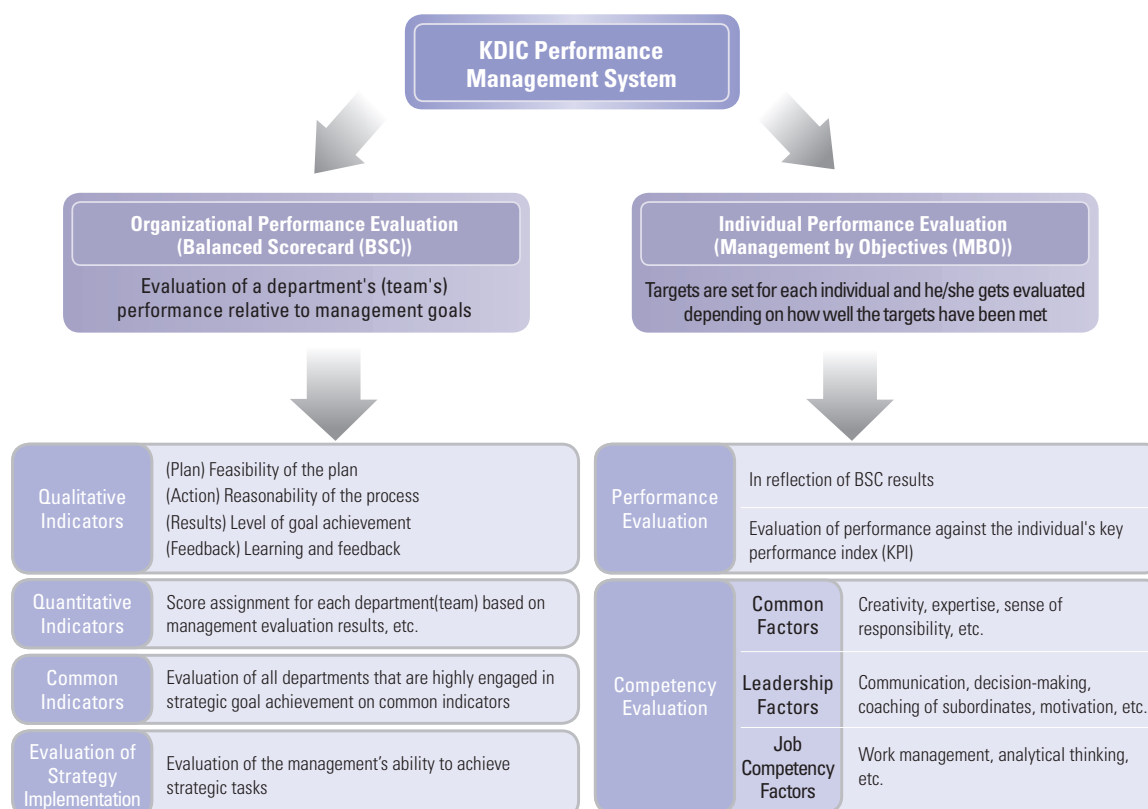 KDIC Performance
Management System
Organizational Performance Evaluation
(Balanced Scorecard (BSC))
Evaluation of a department's (team's)
performance relative to management goals
Individual Performance Evaluation
(Management by Objectives (MBO))
Targets are set for each individual and he/she gets evaluated
depending on how well the targets have been met
Qualitative
Indicators
(Plan) Feasibility of the plan
(Action) Reasonability of the process
(Results) Level of goal achievement
(Feedback) Learning and feedback
Quantitative
Indicators
Score assignment for each department(team) based on
management evaluation results, etc.
Common
Indicators
Evaluation of all departments that are highly engaged in
strategic goal achievement on common indicators
Evaluation of
Strategy
Implementation
Evaluation of the management's ability to achieve
strategic tasks
Performance
Evaluation
In reflection of BSC results
Evaluation of performance against the individual's key
performance index (KPI)
Competency
Evaluation
Common
Factors
Creativity, expertise, sense of
responsibility, etc.
Leadership
Factors
Communication, decision-making,
coaching of subordinates, motivation, etc.
Job
Competency
Factors
Work management, analytical thinking,
etc.